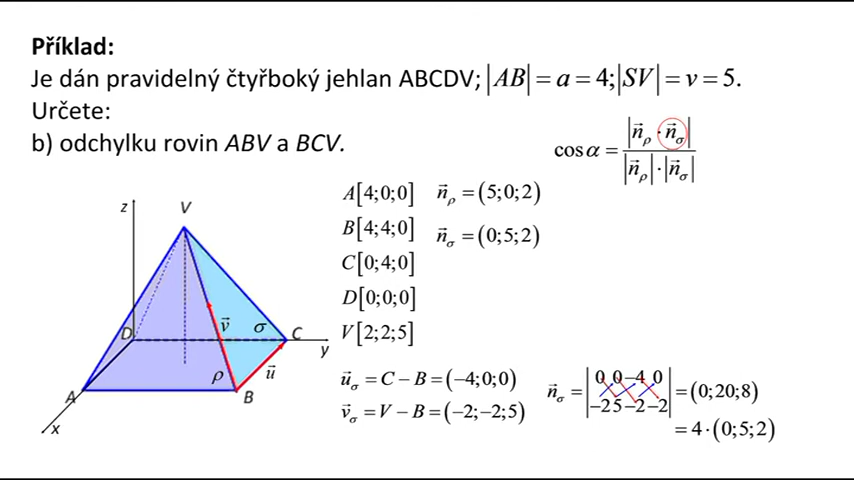 Příklad:
Je dán pravidelný čtyřboký jehlan ABCDV; |AB| = a = 4; |SV| = v = 5.
Určete:
b) odchylku rovin ABV a BCV.
cos α = |n⃗ρ · n⃗σ| / |n⃗ρ| · |n⃗σ|
A[4;0;0] n⃗ρ = (5;0;2)
B[4;4;0] n⃗σ = (0;5;2)
C[0;4;0]
D[0;0;0]
V[2;2;5]
u⃗σ = C − B = (−4;0;0)
v⃗σ = V − B = (−2;−2;5)
n⃗σ = | 0 0 −4 0
−2 5 −2 −2 | = (0;20;8)
= 4·(0;5;2)
z
V
D
v⃗
σ
C
y
ρ
u⃗
A
B
x